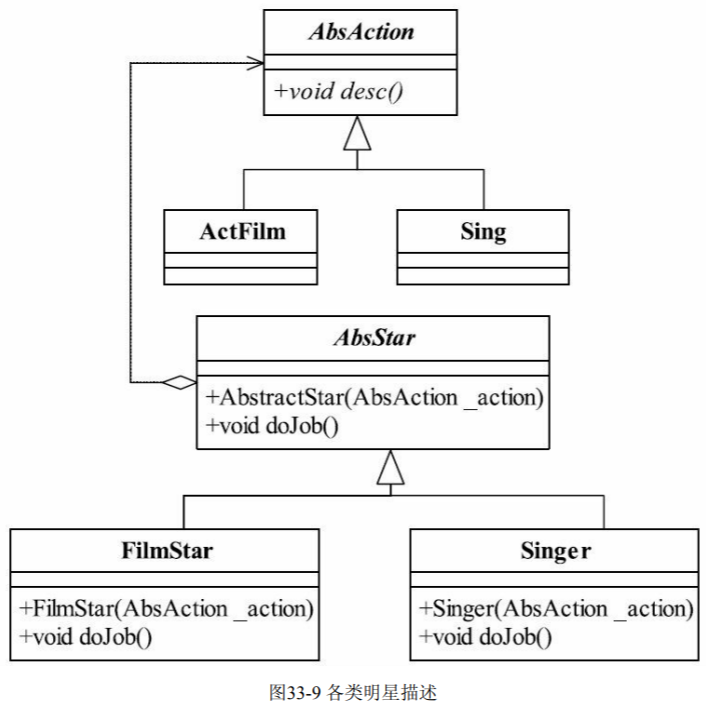 AbsAction
+void desc()
ActFilm
Sing
AbsStar
+AbstractStar(AbsAction _action)
+void doJob()
FilmStar
+FilmStar(AbsAction _action)
+void doJob()
Singer
+Singer(AbsAction _action)
+void doJob()
图33-9 各类明星描述